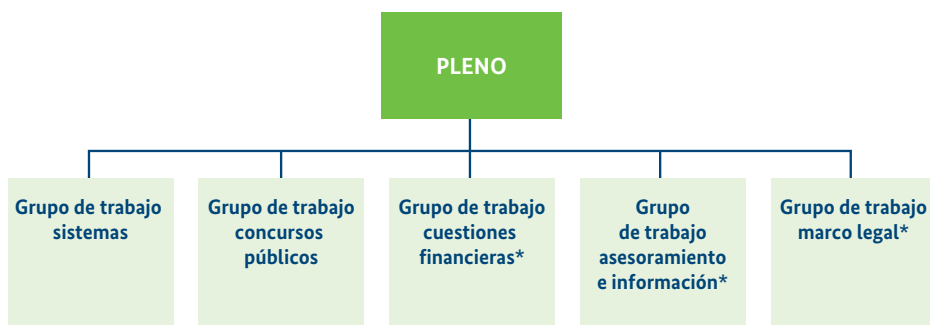 PLENO
Grupo de trabajo
sistemas
Grupo de trabajo
concursos
públicos
Grupo de trabajo
cuestiones
financieras*
Grupo
de trabajo
asesoramiento
e información*
Grupo de trabajo
marco legal*